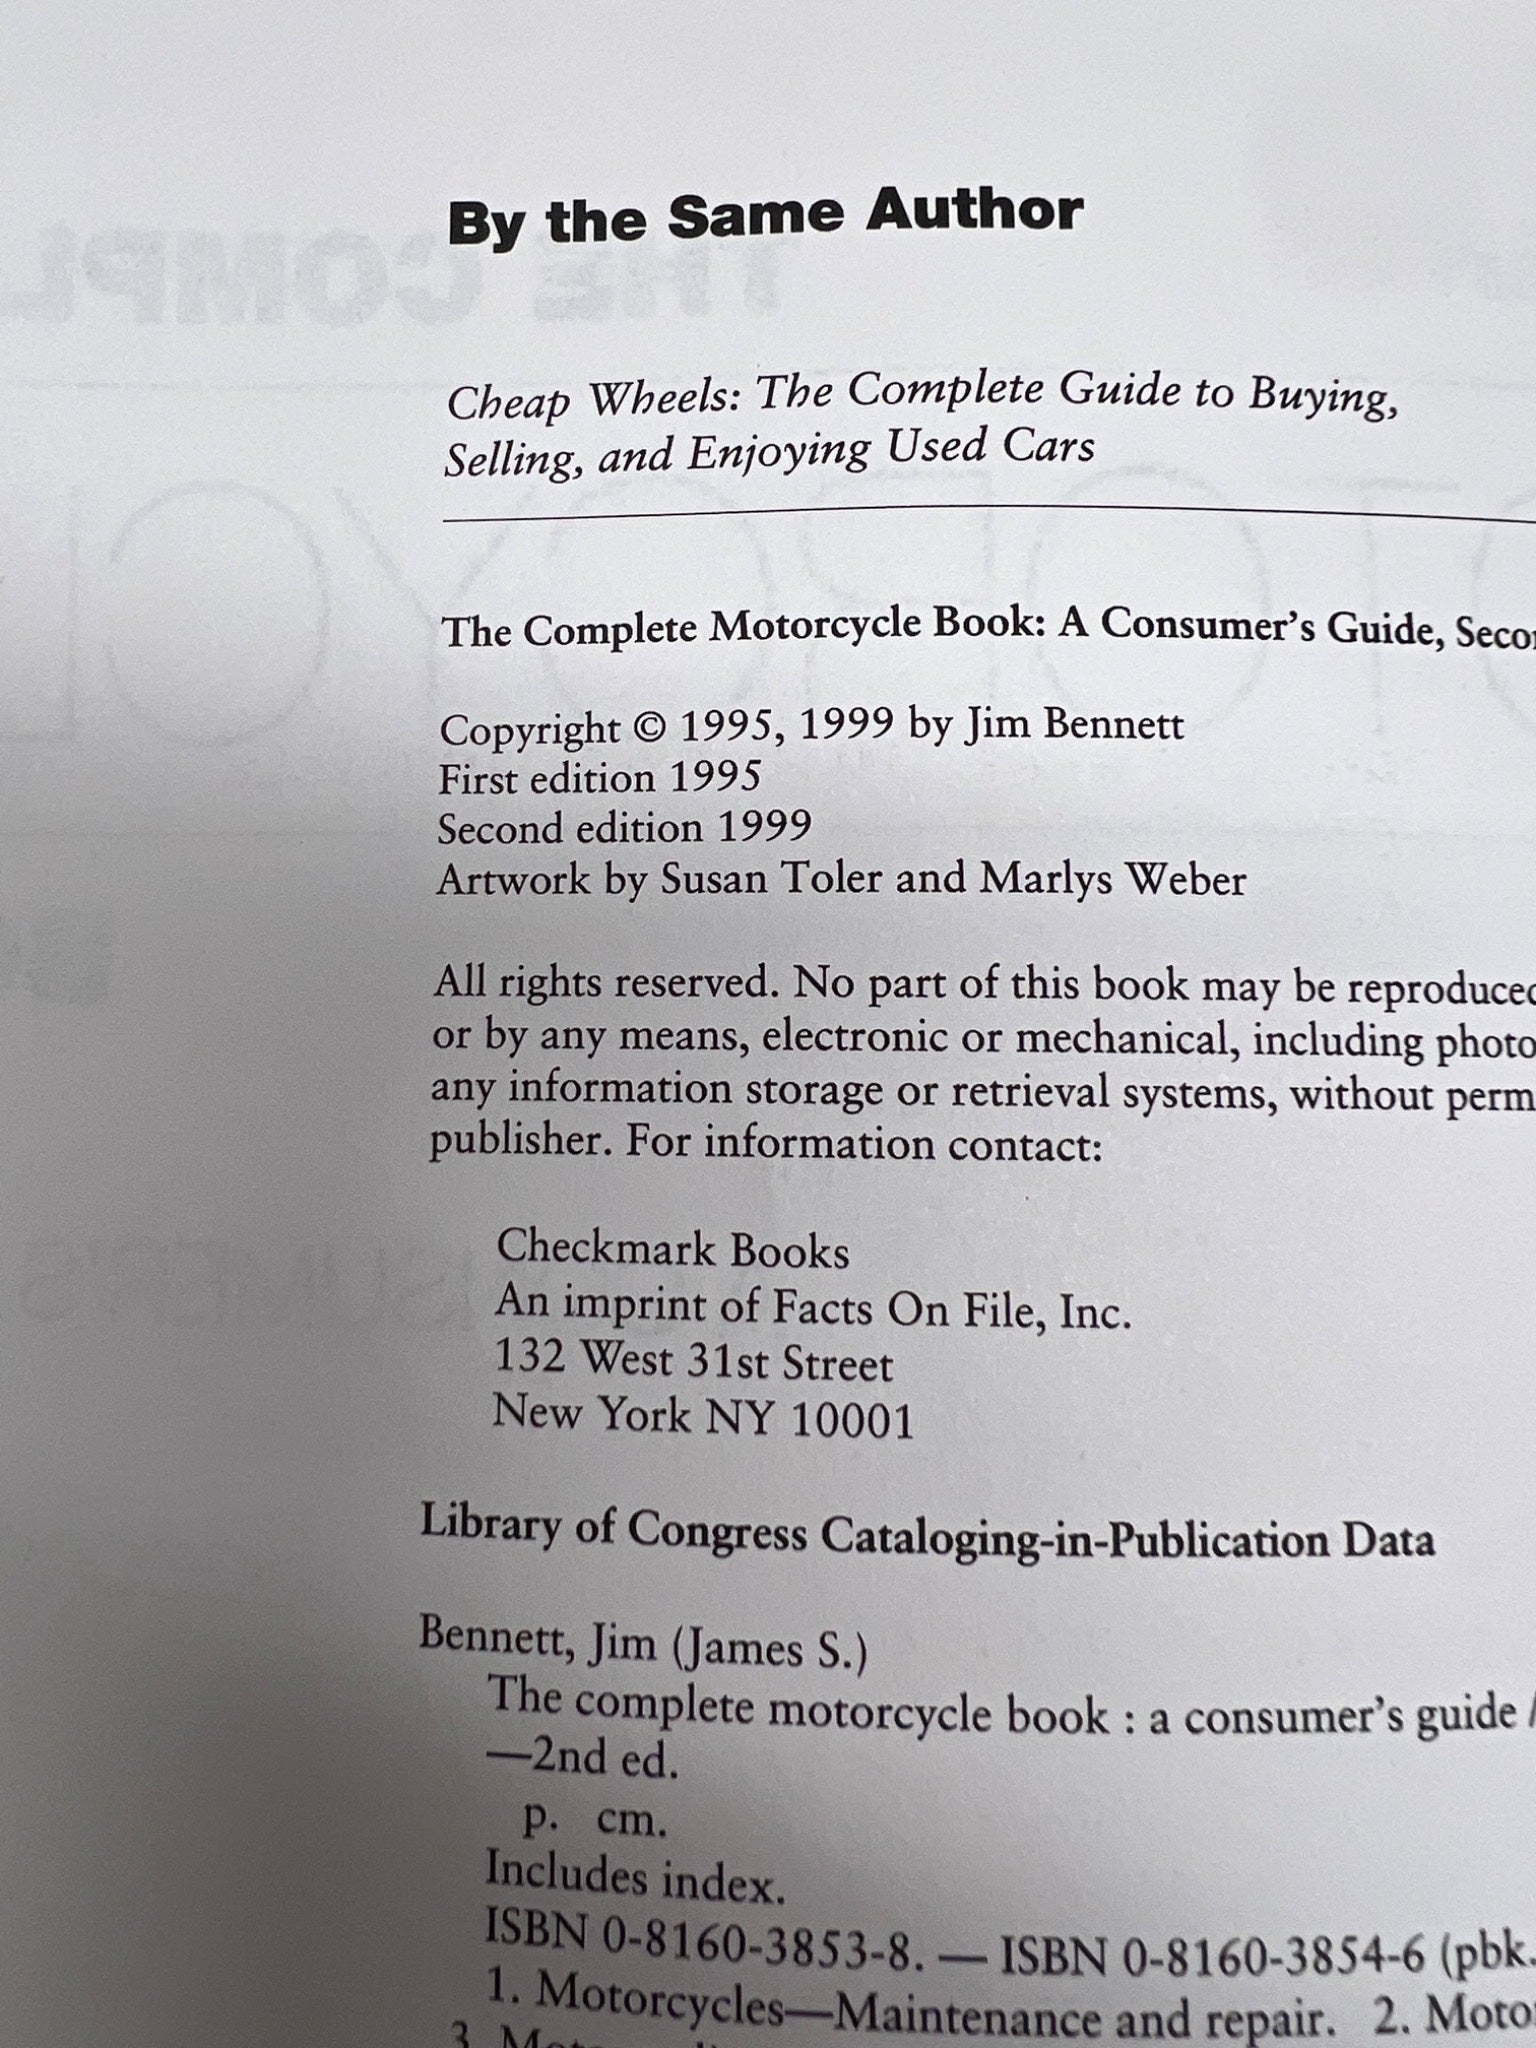 By the Same Author
Cheap Wheels: The Complete Guide to Buying,
Selling, and Enjoying Used Cars
The Complete Motorcycle Book: A Consumer's Guide,
Copyright © 1995, 1999 by Jim Bennett
First edition 1995
Second edition 1999
Artwork by Susan Toler and Marlys Weber
All rights reserved. No part of this book may be
or by any means, electronic or mechanical, including
any information storage or retrieval systems, without
publisher. For information contact:
Checkmark Books
An imprint of Facts On File, Inc.
132 West 31st Street
New York NY 10001
Library of Congress Cataloging-in-Publication Data
Bennett, Jim (James S.)
The complete motorcycle book : a consumer's guide /
—2nd ed.
p. cm.
Includes index.
ISBN 0-8160-3853-8. — ISBN 0-8160-3854-6 (pbk.
1. Motorcycles—Maintenance and repair. 2.
3.